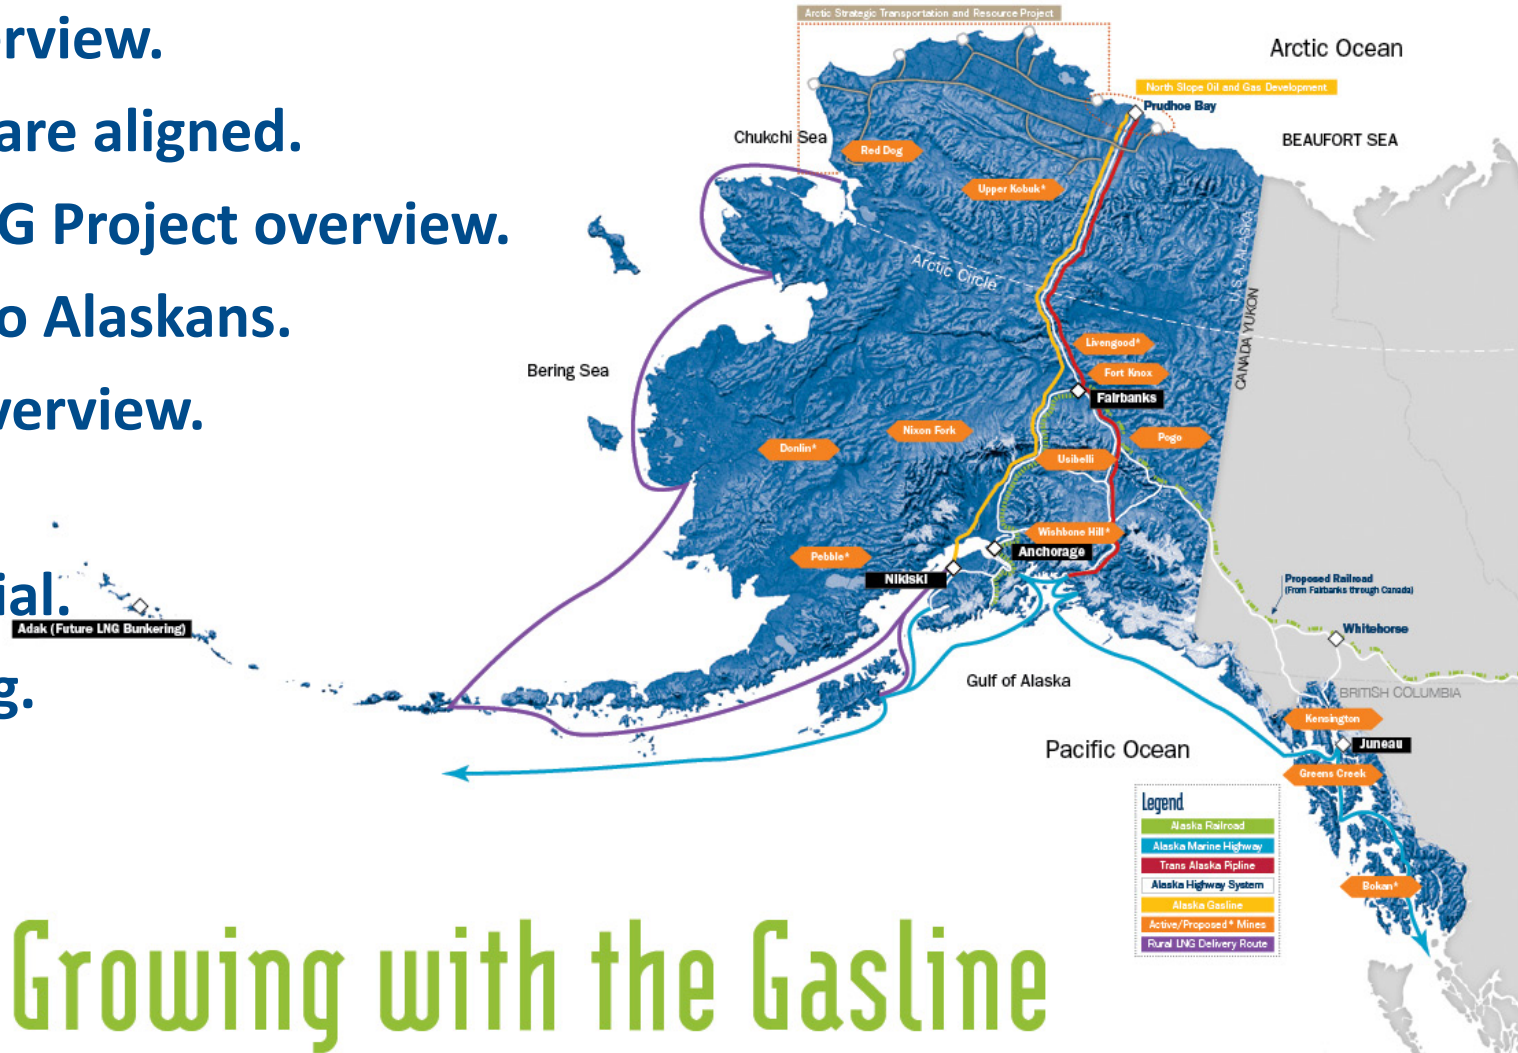 erview.
are aligned.
G Project overview.
o Alaskans.
verview.
ial.
g.
Arctic Strategic Transportation and Resource Project
Arctic Ocean
North Slope Oil and Gas Development
Prudhoe Bay
Chukchi Sea
BEAUFORT SEA
Red Dog
Upper Kobuk*
Arctic Circle
U.S.A. ALASKA
CANADA YUKON
Livengood*
Bering Sea
Fort Knox
Fairbanks
Nixon Fork
Pogo
Donlin*
Usibelli
Wishbone Hill*
Anchorage
Pebble*
Nikiski
Proposed Railroad
(From Fairbanks through Canada)
Adak (Future LNG Bunkering)
Whitehorse
Gulf of Alaska
BRITISH COLUMBIA
Kensington
Pacific Ocean
Juneau
Greens Creek
Bokan*
Legend
Alaska Railroad
Alaska Marine Highway
Trans Alaska Pipline
Alaska Highway System
Alaska Gasline
Active/Proposed* Mines
Rural LNG Delivery Route
Growing with the Gasline